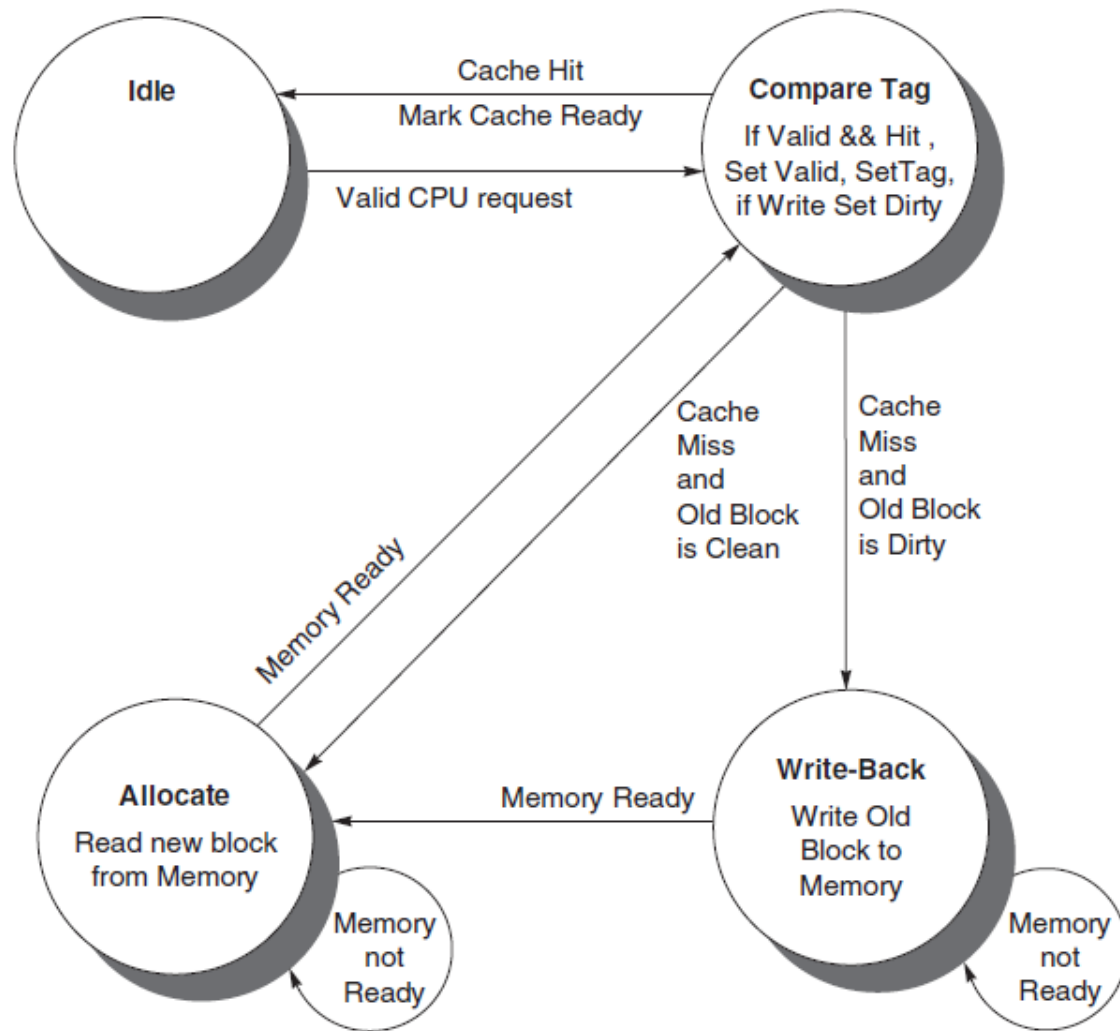 Idle
Cache Hit
Mark Cache Ready
Valid CPU request
Compare Tag
If Valid && Hit ,
Set Valid, SetTag,
if Write Set Dirty
Cache
Miss
and
Old Block
is Clean
Cache
Miss
and
Old Block
is Dirty
Memory Ready
Allocate
Read new block
from Memory
Memory
not
Ready
Memory Ready
Write-Back
Write Old
Block to
Memory
Memory
not
Ready